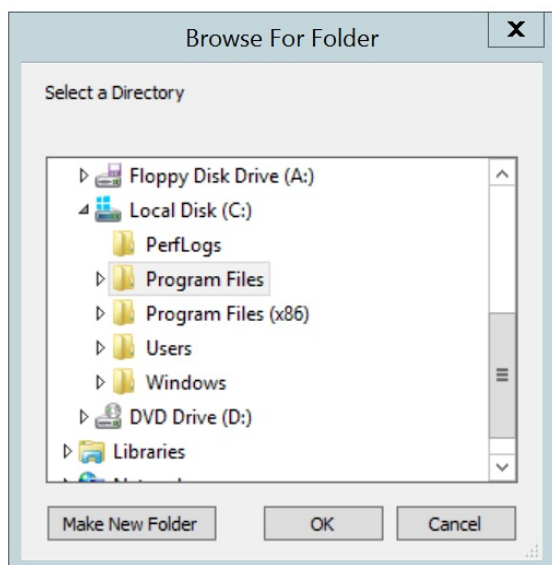 Browse For Folder
X
Select a Directory
Floppy Disk Drive (A:)
Local Disk (C:)
PerfLogs
Program Files
Program Files (x86)
Users
Windows
DVD Drive (D:)
Libraries
Make New Folder OK Cancel